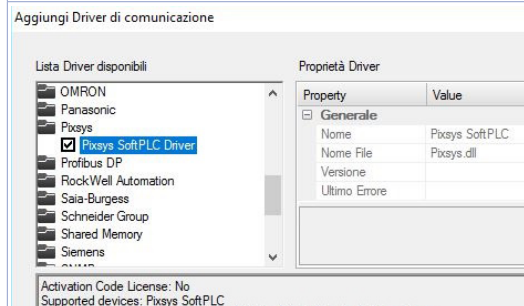 Aggiungi Driver di comunicazione
Lista Driver disponibili
OMRON
Panasonic
Pixsys
Pixsys SoftPLC Driver
Profibus DP
RockWell Automation
Saia-Burgess
Schneider Group
Shared Memory
Siemens
Proprietà Driver
Property Value
Generale
Nome Pixsys SoftPLC
Nome File Pixsys.dll
Versione
Ultimo Errore
Activation Code License: No
Supported devices: Pixsys SoftPLC